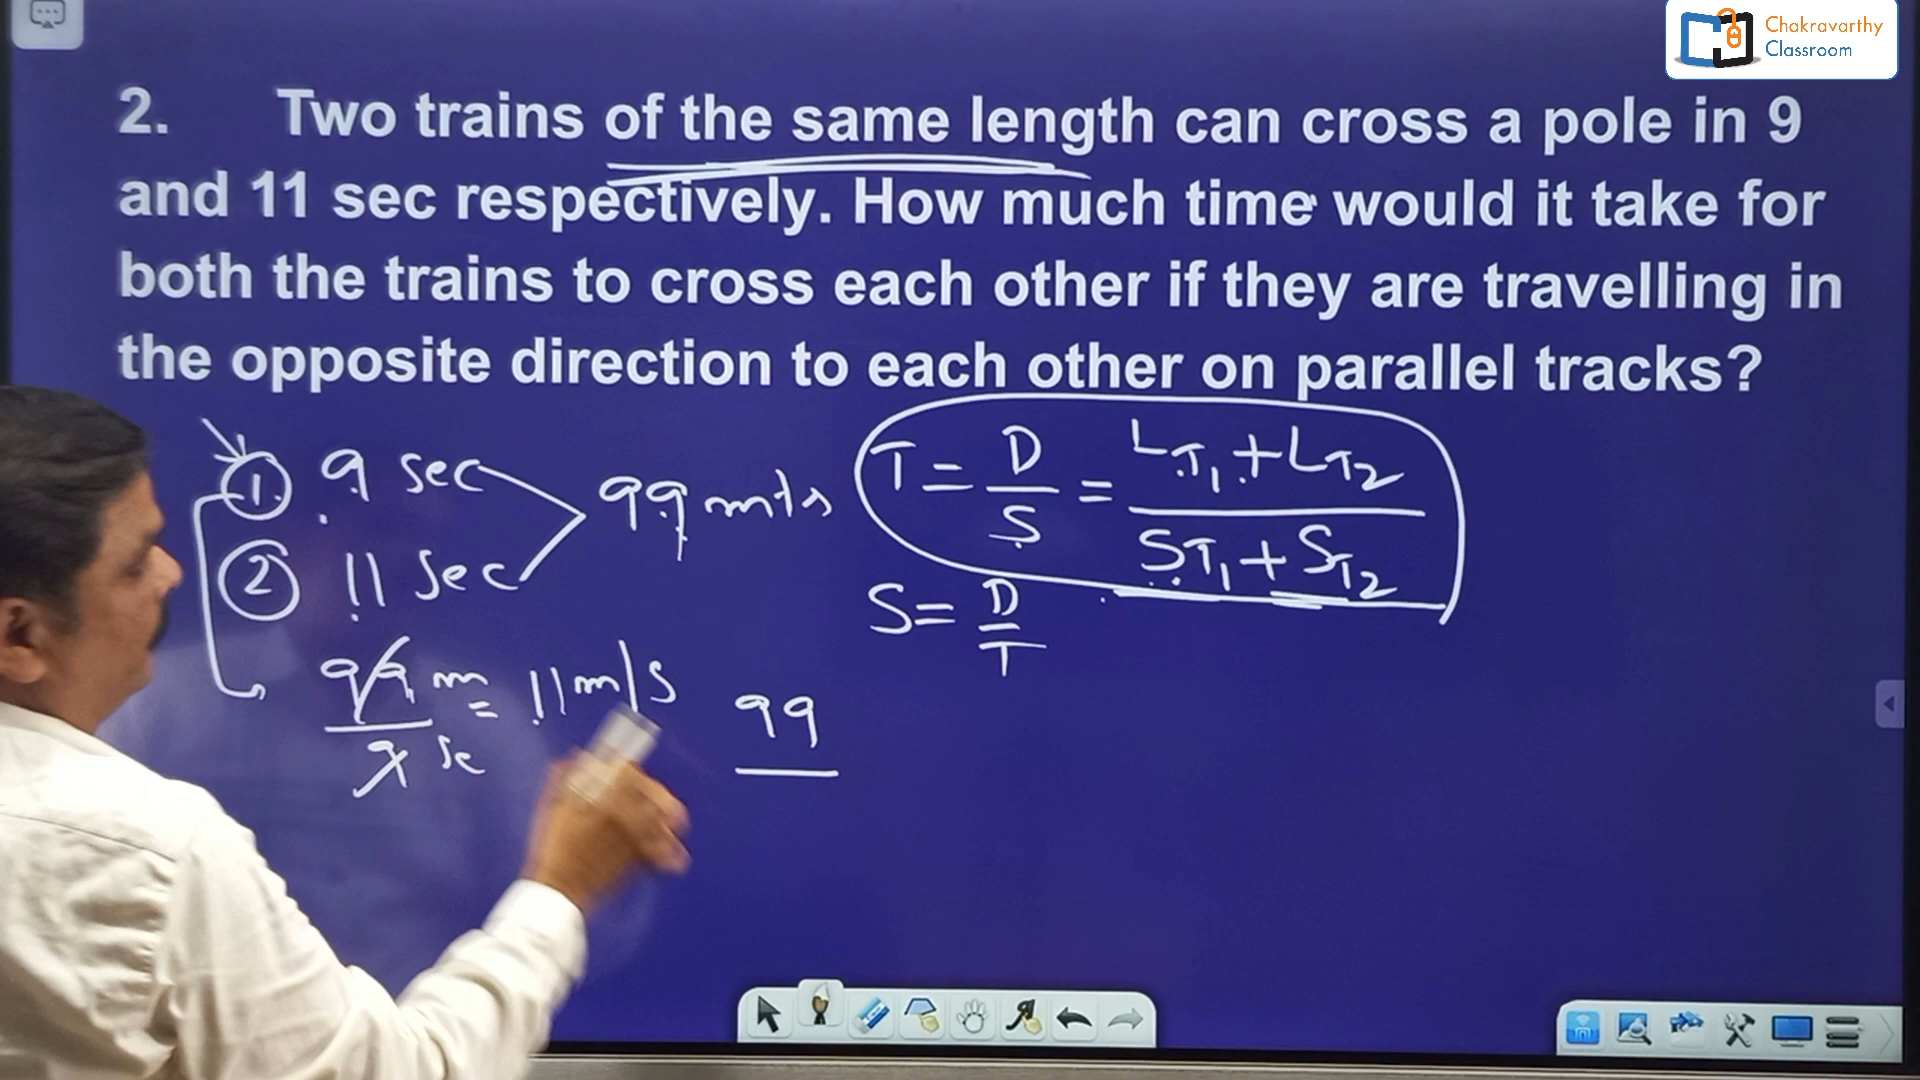 Chakravarthy
Classroom
2. Two trains of the same length can cross a pole in 9
and 11 sec respectively. How much time would it take for
both the trains to cross each other if they are travelling in
the opposite direction to each other on parallel tracks?
① 9 sec
② 11 sec
99 mts
T = D/S = LT1 + LT2 / ST1 + ST2
S = D/T
99 m / 9 se = 11 m/s
99